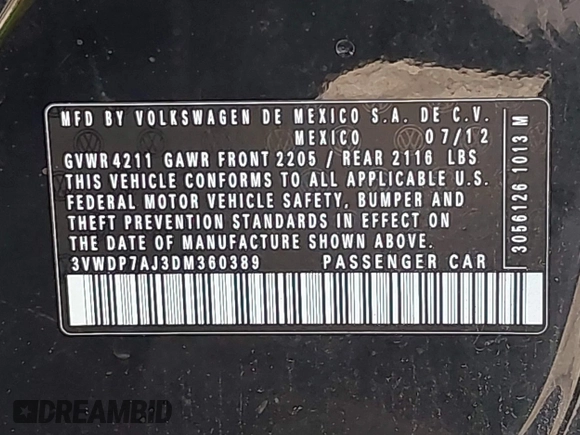 MFD BY VOLKSWAGEN DE MEXICO S.A. DE C.V.
MEXICO 07/12
GVWR 4211 GAWR FRONT 2205 / REAR 2116 LBS
THIS VEHICLE CONFORMS TO ALL APPLICABLE U.S.
FEDERAL MOTOR VEHICLE SAFETY, BUMPER AND
THEFT PREVENTION STANDARDS IN EFFECT ON
THE DATE OF MANUFACTURE SHOWN ABOVE.
3VWDP7AJ3DM360389 PASSENGER CAR
3056126 1013 M
DREAMBID